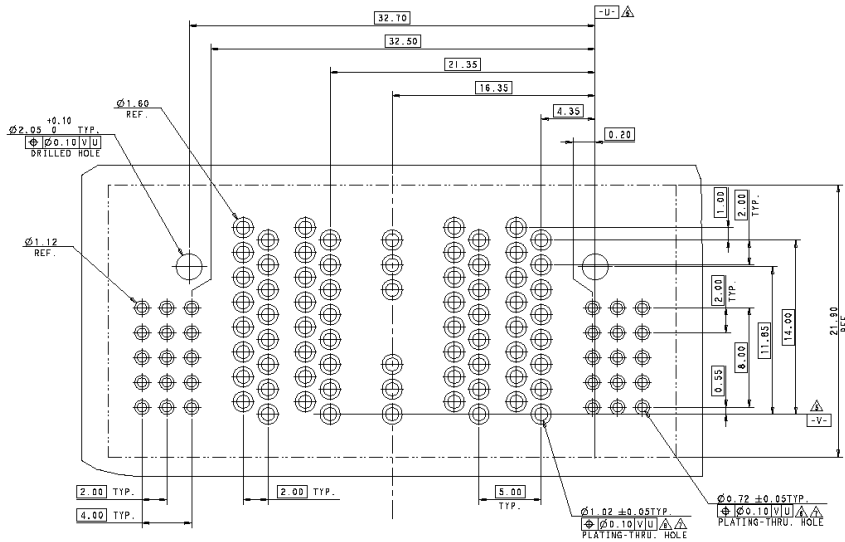 32.70
-U- 6
32.50
21.35
16.35
4.35
0.20
Ø1.60
REF.
Ø2.05 +0.10 0 TYP.
⌖ Ø0.10 V U
DRILLED HOLE
Ø1.12
REF.
1.00
2.00
TYP.
2.00
TYP.
0.55
8.00
11.85
14.00
21.90
REF.
-V-
2.00 TYP.
4.00 TYP.
2.00 TYP.
5.00
TYP.
Ø1.02 ±0.05TYP.
⌖ Ø0.10 V U
PLATING-THRU. HOLE
Ø0.72 ±0.05TYP.
⌖ Ø0.10 V U
PLATING-THRU. HOLE